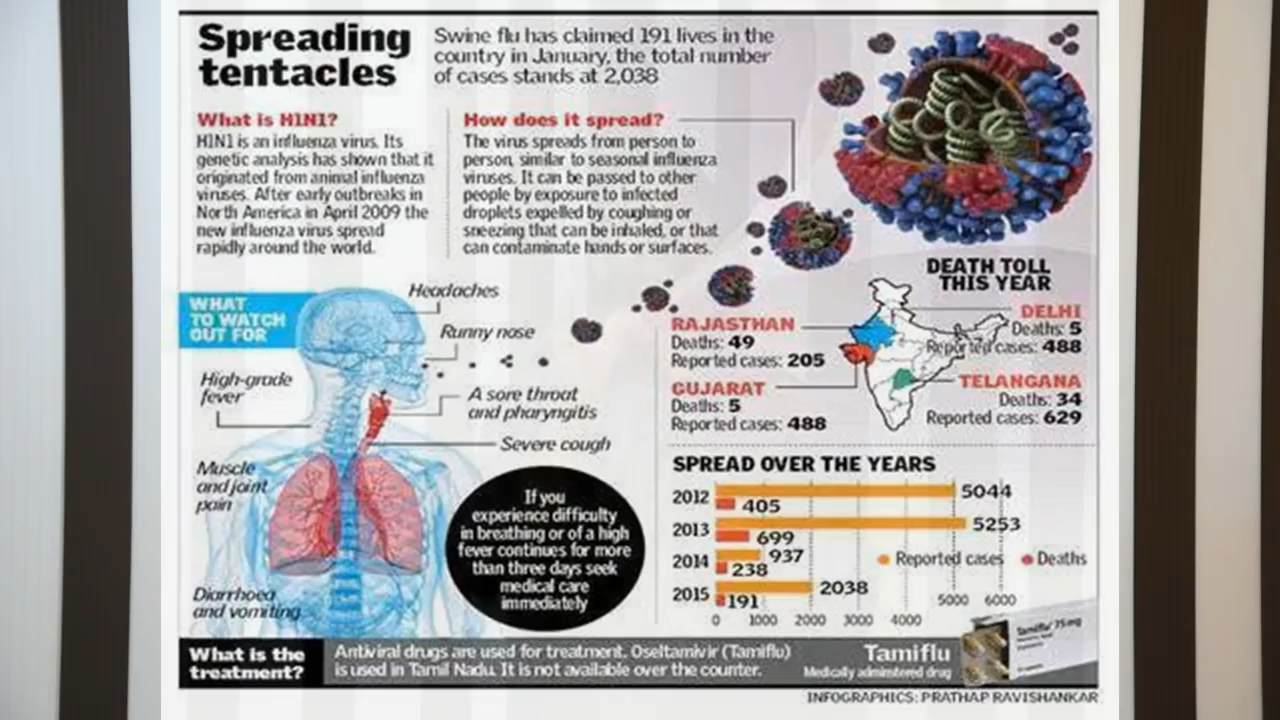 Spreading
tentacles
Swine flu has claimed 191 lives in the
country in January, the total number
of cases stands at 2,038
What is H1N1?
H1N1 is an influenza virus. Its
genetic analysis has shown that it
originated from animal influenza
viruses. After early outbreaks in
North America in April 2009 the
new influenza virus spread
rapidly around the world.
How does it spread?
The virus spreads from person to
person, similar to seasonal influenza
viruses. It can be passed to other
people by exposure to infected
droplets expelled by coughing or
sneezing that can be inhaled, or that
can contaminate hands or surfaces.
WHAT
TO WATCH
OUT FOR
Headaches
Runny nose
High-grade
fever
A sore throat
and pharyngitis
Severe cough
Muscle
and joint
pain
Diarrhoea
and vomiting
If you
experience difficulty
in breathing or of a high
fever continues for more
than three days seek
medical care
immediately
DEATH TOLL
THIS YEAR
RAJASTHAN
Deaths: 49
Reported cases: 205
DELHI
Deaths: 5
Reported cases: 488
GUJARAT
Deaths: 5
Reported cases: 488
TELANGANA
Deaths: 34
Reported cases: 629
SPREAD OVER THE YEARS
2012 5044
405
2013 5253
699
2014 937
238
2015 2038
191
Reported cases Deaths
0 1000 2000 3000 4000 5000 6000
What is the
treatment?
Antiviral drugs are used for treatment. Oseltamivir (Tamiflu)
is used in Tamil Nadu. It is not available over the counter.
Tamiflu
Medically administered drug
Tamiflu 75mg
INFOGRAPHICS: PRATHAP RAVISHANKAR